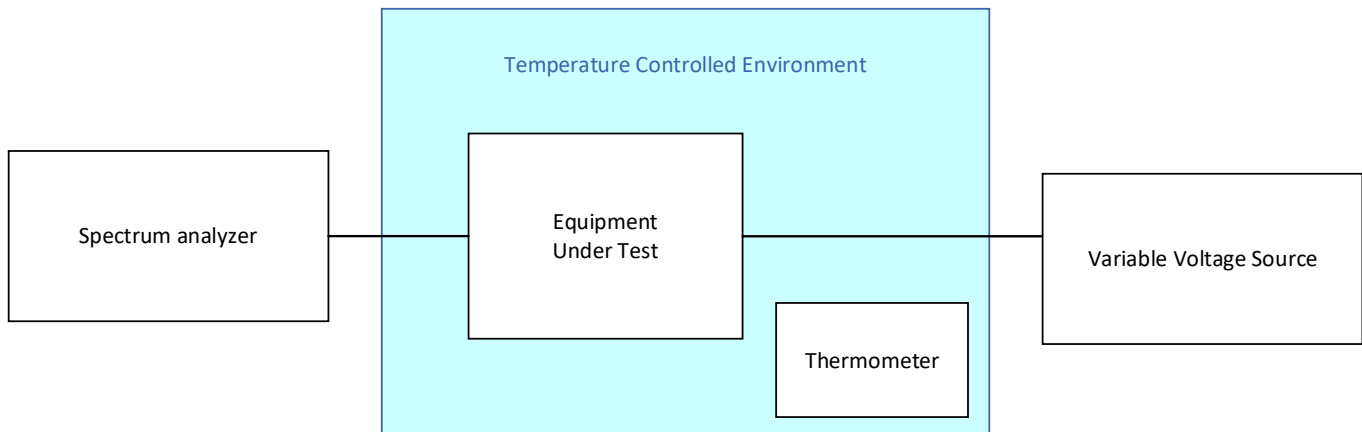 Temperature Controlled Environment
Spectrum analyzer
Equipment
Under Test
Variable Voltage Source
Thermometer